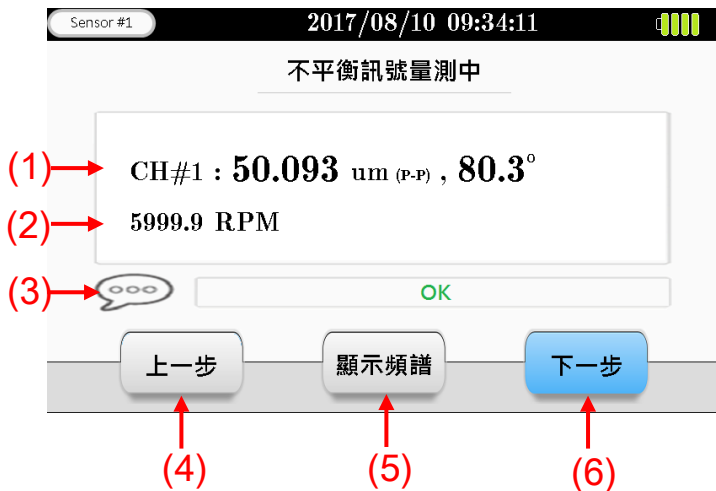 Sensor #1 2017/08/10 09:34:11
不平衡訊號量測中
(1) CH#1 : 50.093 um (P-P) , 80.3°
(2) 5999.9 RPM
(3) OK
上一步 顯示頻譜 下一步
(4) (5) (6)